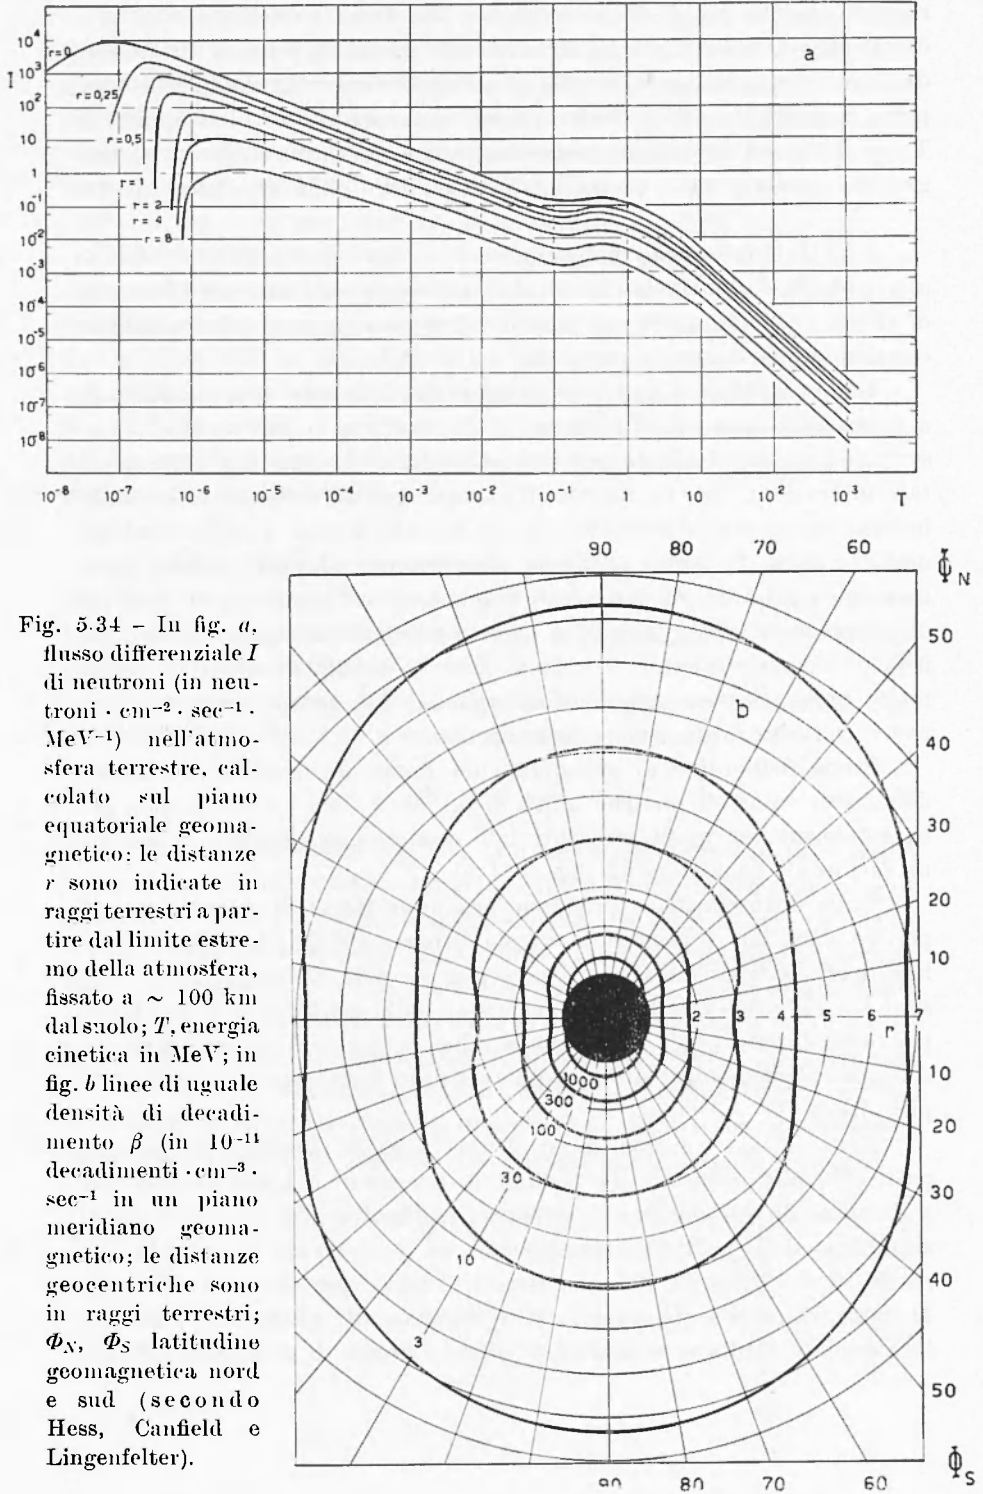 a
I
10⁴
10³
10²
10
1
10⁻¹
10⁻²
10⁻³
10⁻⁴
10⁻⁵
10⁻⁶
10⁻⁷
10⁻⁸
r=0
r=0,25
r=0,5
r=1
r=2
r=4
r=8
10⁻⁸ 10⁻⁷ 10⁻⁶ 10⁻⁵ 10⁻⁴ 10⁻³ 10⁻² 10⁻¹ 1 10 10² 10³ T
Fig. 5.34 – In fig. a,
flusso differenziale I
di neutroni (in neu-
troni · cm⁻² · sec⁻¹ ·
MeV⁻¹) nell'atmo-
sfera terrestre, cal-
colato sul piano
equatoriale geoma-
gnetico: le distanze
r sono indicate in
raggi terrestri a par-
tire dal limite estre-
mo della atmosfera,
fissato a ~ 100 km
dal suolo; T, energia
cinetica in MeV; in
fig. b linee di uguale
densità di decadi-
mento β (in 10⁻¹¹
decadimenti · cm⁻³ ·
sec⁻¹ in un piano
meridiano geoma-
gnetico; le distanze
geocentriche sono
in raggi terrestri;
Φ_N, Φ_S latitudine
geomagnetica nord
e sud (secondo
Hess, Canfield e
Lingenfelter).
90 80 70 60 Φ_N
50
b
40
30
20
10
2 3 4 5 6 r 7
10
20
30
40
50
1000
300
100
30
10
3
90 80 70 60 Φ_S